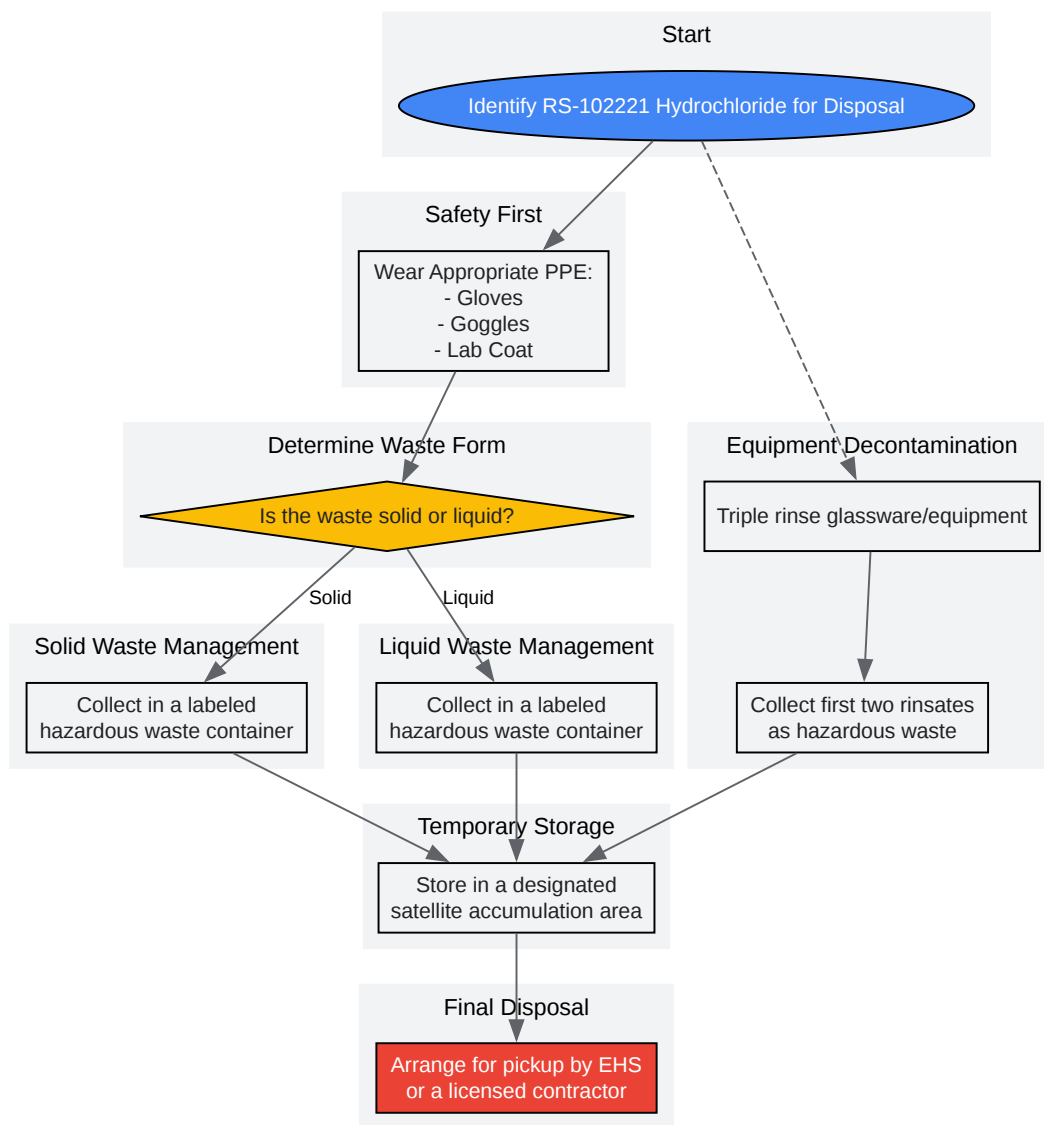 Start
Identify RS-102221 Hydrochloride for Disposal
Safety First
Wear Appropriate PPE:
- Gloves
- Goggles
- Lab Coat
Determine Waste Form
Is the waste solid or liquid?
Equipment Decontamination
Triple rinse glassware/equipment
Solid
Liquid
Solid Waste Management
Collect in a labeled
hazardous waste container
Liquid Waste Management
Collect in a labeled
hazardous waste container
Collect first two rinsates
as hazardous waste
Temporary Storage
Store in a designated
satellite accumulation area
Final Disposal
Arrange for pickup by EHS
or a licensed contractor